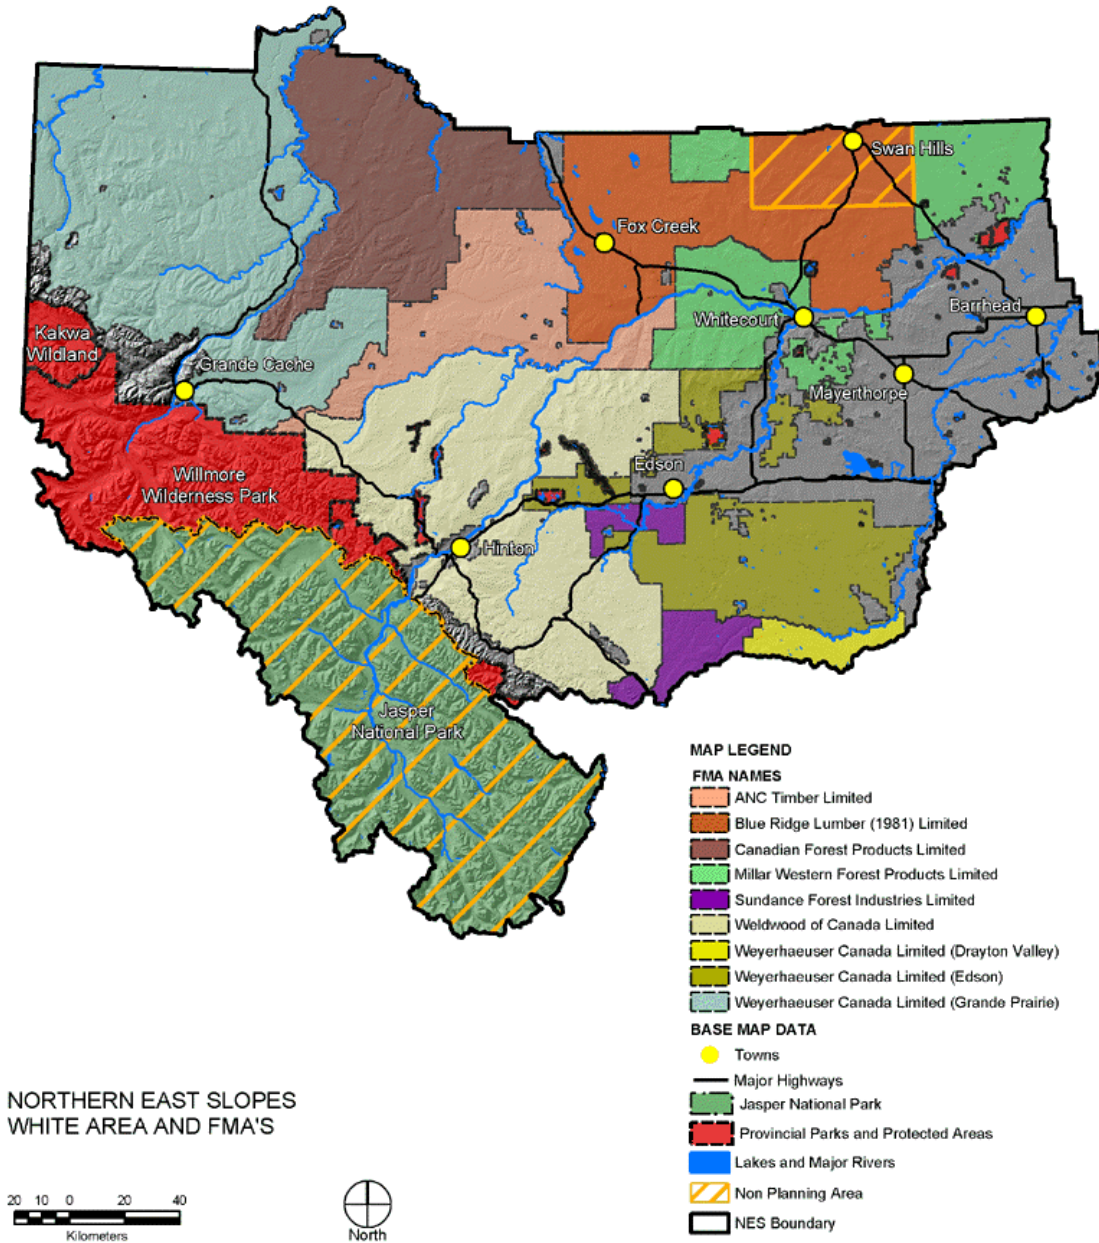 Swan Hills
Fox Creek
Barrhead
Whitecourt
Kakwa
Wildland
Grande Cache
Mayerthorpe
Edson
Willmore
Wilderness Park
Hinton
Jasper
National Park
MAP LEGEND
FMA NAMES
ANC Timber Limited
Blue Ridge Lumber (1981) Limited
Canadian Forest Products Limited
Millar Western Forest Products Limited
Sundance Forest Industries Limited
Weldwood of Canada Limited
Weyerhaeuser Canada Limited (Drayton Valley)
Weyerhaeuser Canada Limited (Edson)
Weyerhaeuser Canada Limited (Grande Prairie)
BASE MAP DATA
Towns
Major Highways
Jasper National Park
Provincial Parks and Protected Areas
Lakes and Major Rivers
Non Planning Area
NES Boundary
NORTHERN EAST SLOPES
WHITE AREA AND FMA'S
20 10 0 20 40
Kilometers
North